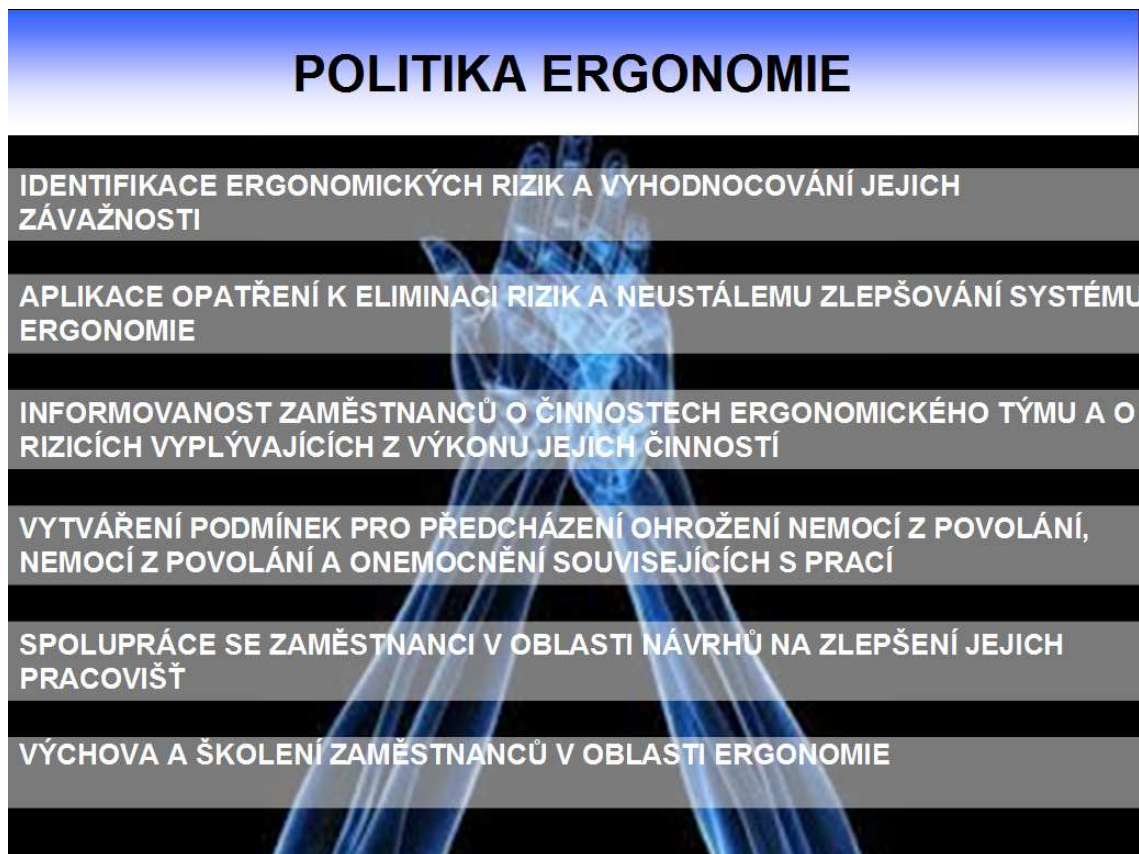 POLITIKA ERGONOMIE
IDENTIFIKACE ERGONOMICKÝCH RIZIK A VYHODNOCOVÁNÍ JEJICH
ZÁVAŽNOSTI
APLIKACE OPATŘENÍ K ELIMINACI RIZIK A NEUSTÁLEMU ZLEPŠOVÁNÍ SYSTÉMU
ERGONOMIE
INFORMOVANOST ZAMĚSTNANCŮ O ČINNOSTECH ERGONOMICKÉHO TÝMU A O
RIZICÍCH VYPLÝVAJÍCÍCH Z VÝKONU JEJICH ČINNOSTÍ
VYTVÁŘENÍ PODMÍNEK PRO PŘEDCHÁZENÍ OHROŽENÍ NEMOCÍ Z POVOLÁNÍ,
NEMOCÍ Z POVOLÁNÍ A ONEMOCNĚNÍ SOUVISEJÍCÍCH S PRACÍ
SPOLUPRÁCE SE ZAMĚSTNANCI V OBLASTI NÁVRHŮ NA ZLEPŠENÍ JEJICH
PRACOVIŠŤ
VÝCHOVA A ŠKOLENÍ ZAMĚSTNANCŮ V OBLASTI ERGONOMIE